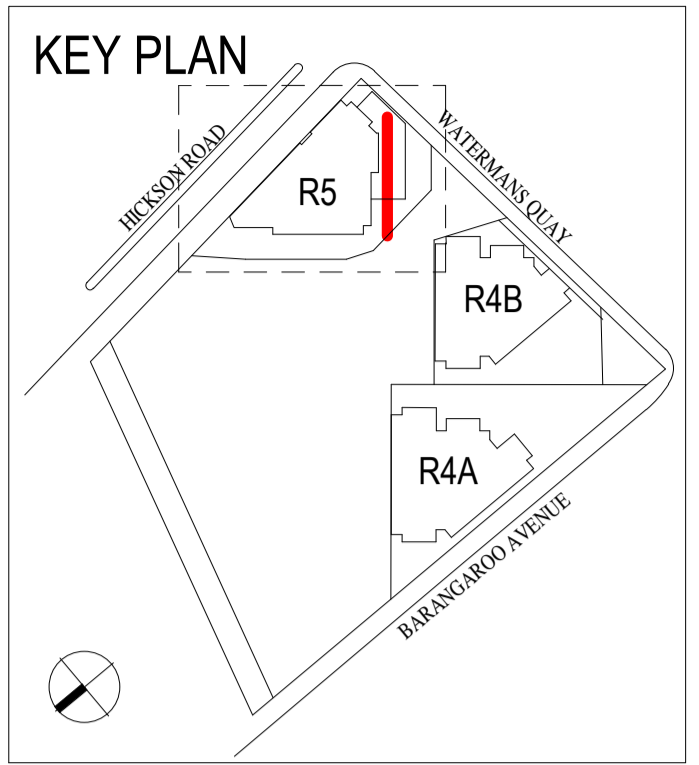 KEY PLAN
HICKSON ROAD
WATERMANS QUAY
R5
R4B
R4A
BARANGAROO AVENUE